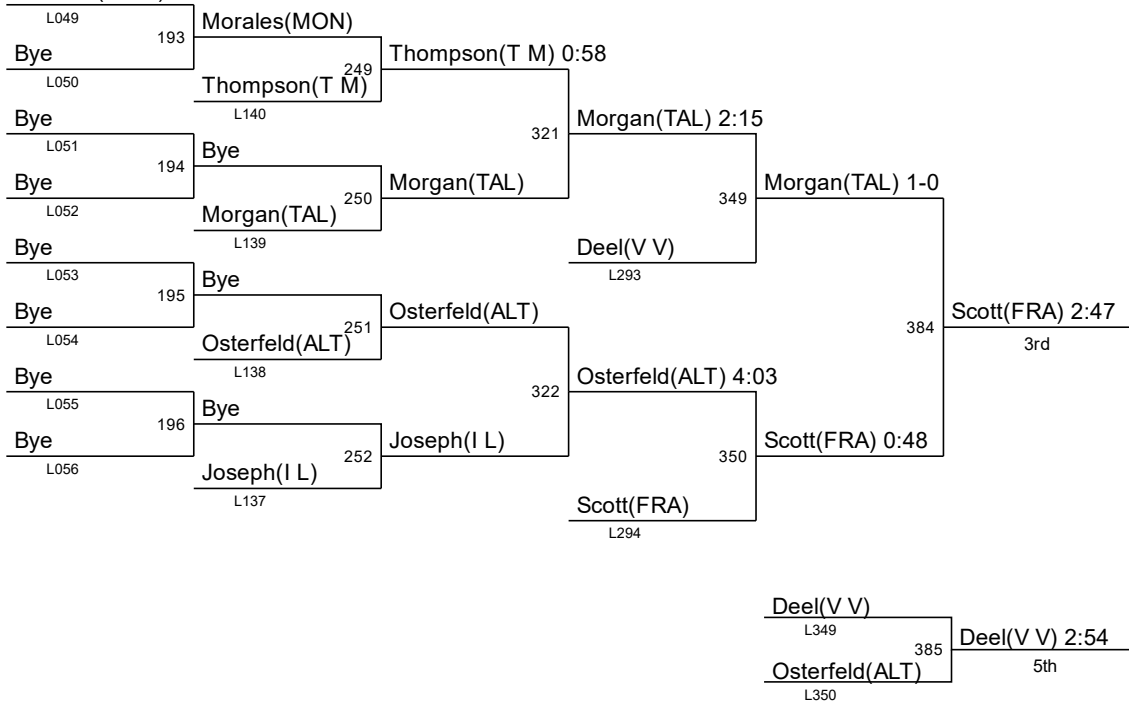 L049
193
Morales(MON)
Bye
249
Thompson(T M) 0:58
L050
Thompson(T M)
L140
Bye
321
Morgan(TAL) 2:15
L051
194
Bye
Bye
250
Morgan(TAL)
349
Morgan(TAL) 1-0
L052
Morgan(TAL)
L139
Bye
Deel(V V)
L053
L293
195
Bye
Bye
251
Osterfeld(ALT)
384
Scott(FRA) 2:47
L054
Osterfeld(ALT)
3rd
L138
Bye
322
Osterfeld(ALT) 4:03
L055
196
Bye
Bye
252
Joseph(I L)
350
Scott(FRA) 0:48
L056
Joseph(I L)
L137
Scott(FRA)
L294
Deel(V V)
L349
385
Deel(V V) 2:54
Osterfeld(ALT)
5th
L350